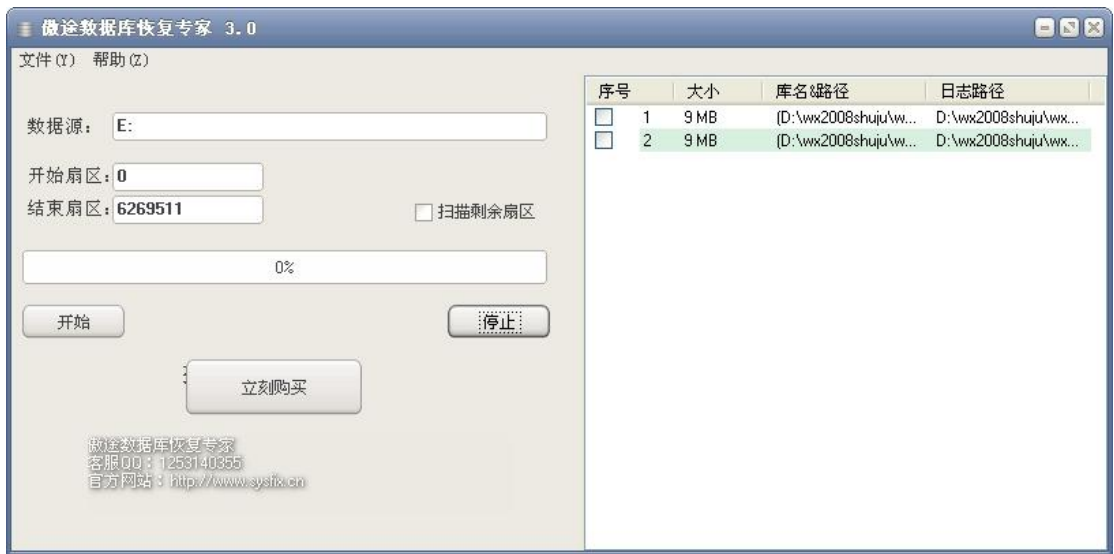 傲途数据库恢复专家 3.0
文件(Y) 帮助(Z)
数据源: E:
开始扇区: 0
结束扇区: 6269511
扫描剩余扇区
0%
开始
停止
立刻购买
傲途数据库恢复专家
客服QQ：1253140355
官方网站：http://www.sysfix.cn
序号 大小 库名&路径 日志路径
1 9 MB (D:\wx2008shuju\w... D:\wx2008shuju\wx...
2 9 MB (D:\wx2008shuju\w... D:\wx2008shuju\wx...